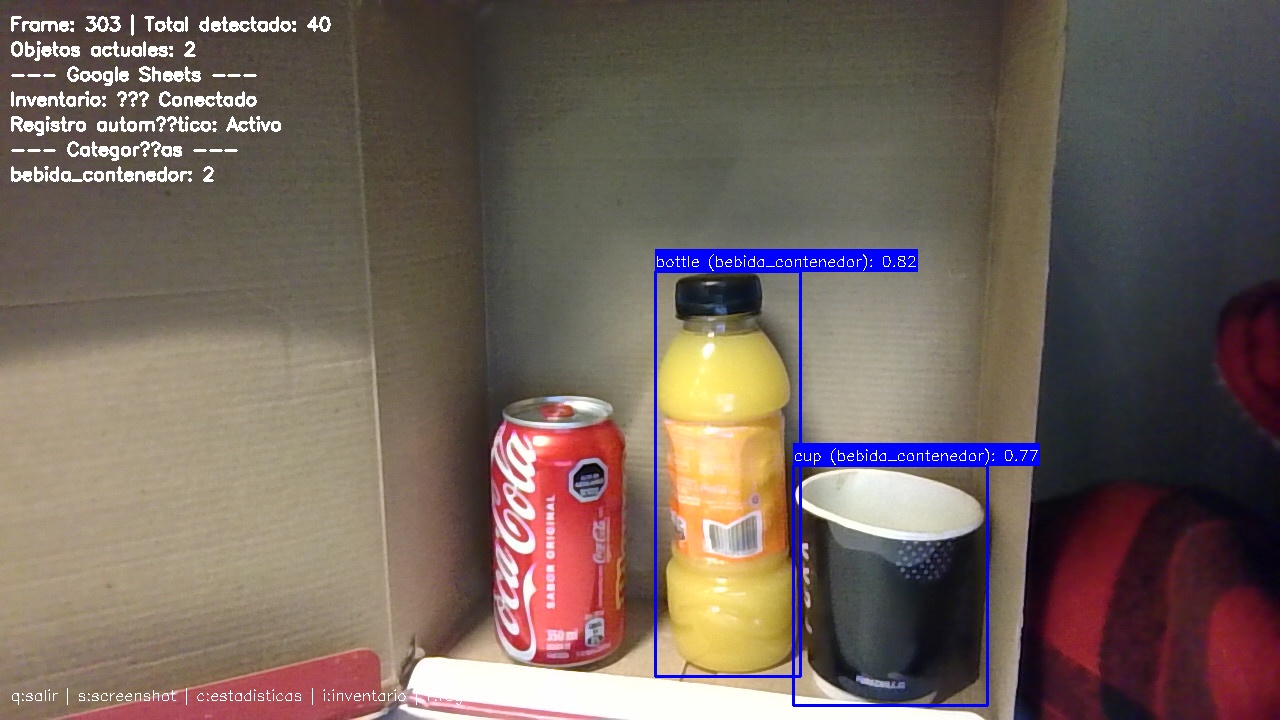 Frame: 303 | Total detectado: 40
Objetos actuales: 2
--- Google Sheets ---
Inventario: ??? Conectado
Registro autom??tico: Activo
--- Categor??as ---
bebida_contenedor: 2
bottle (bebida_contenedor): 0.82
cup (bebida_contenedor): 0.77
Coca-Cola
SABOR ORIGINAL
Coca-Cola
350 ml
q:salir | s:screenshot | c:estadisticas | i:inventario |